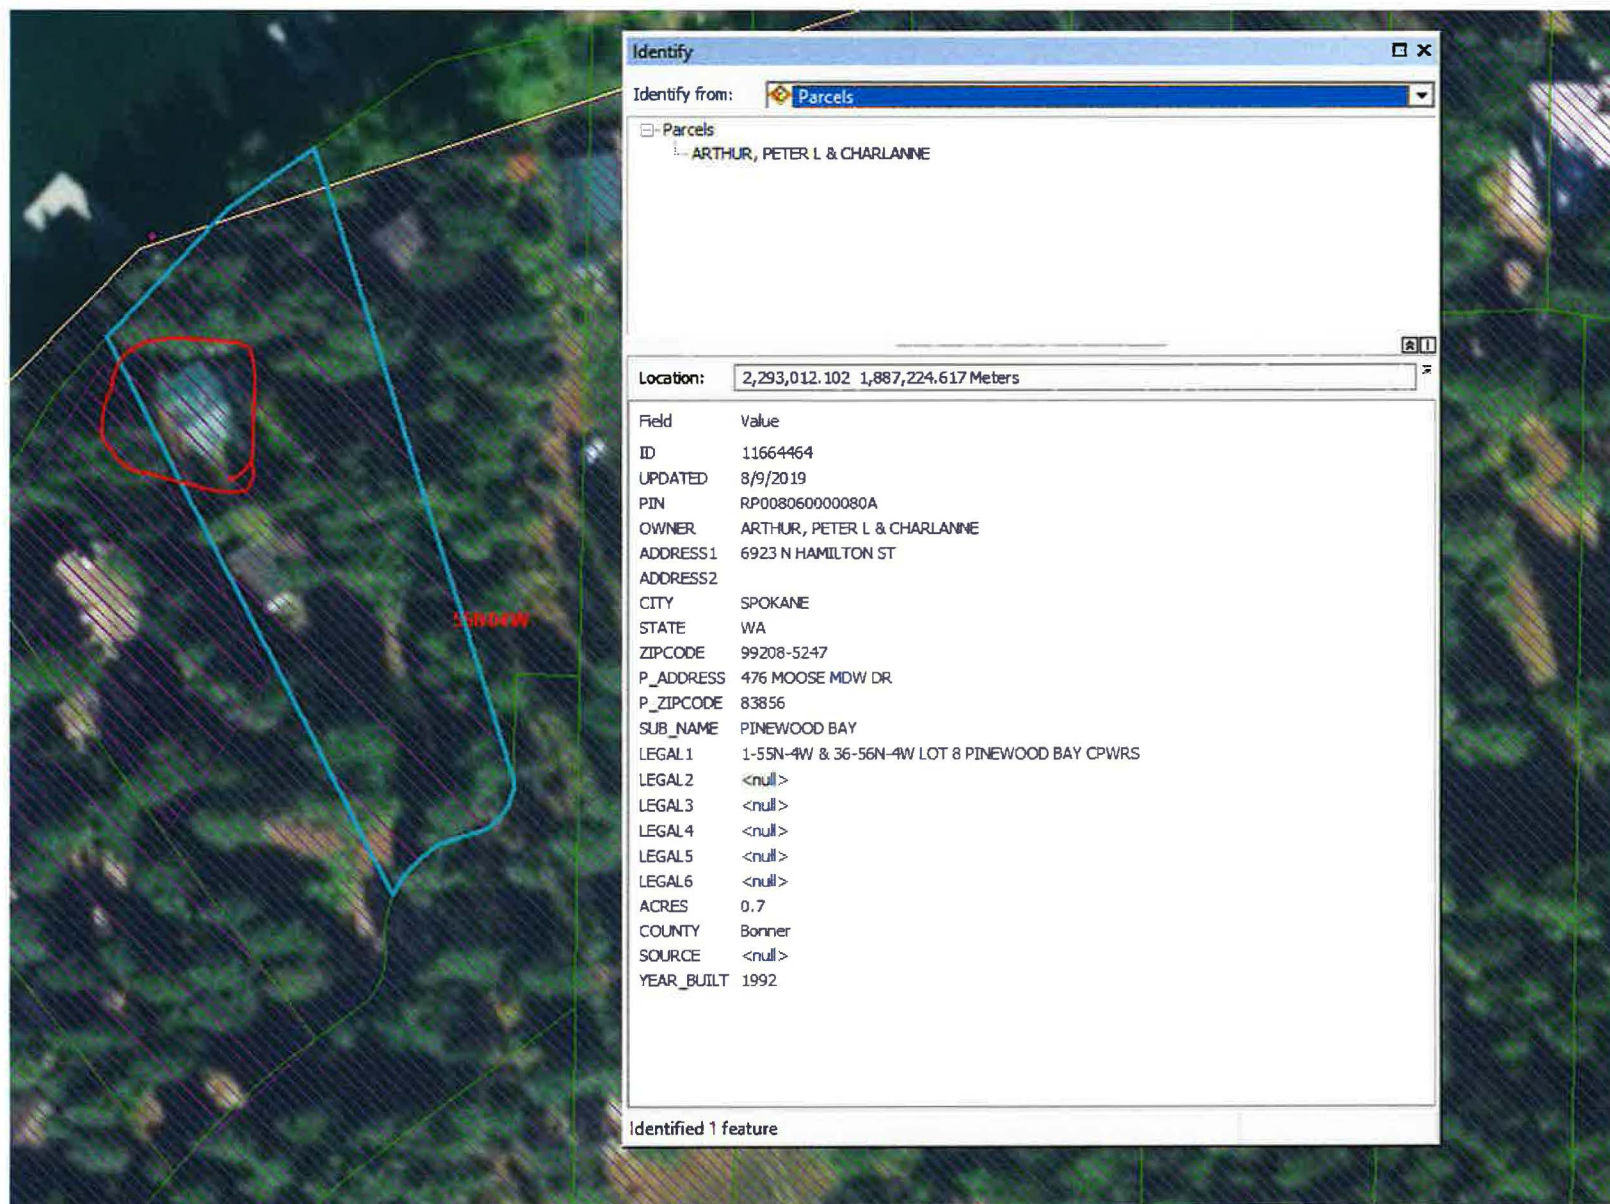 Identify
Identify from: Parcels
Parcels
ARTHUR, PETER L & CHARLANNE
Location: 2,293,012.102 1,887,224.617 Meters
Field Value
ID 11664464
UPDATED 8/9/2019
PIN RP008060000080A
OWNER ARTHUR, PETER L & CHARLANNE
ADDRESS1 6923 N HAMILTON ST
ADDRESS2
CITY SPOKANE
STATE WA
ZIPCODE 99208-5247
P_ADDRESS 476 MOOSE MDW DR
P_ZIPCODE 83856
SUB_NAME PINEWOOD BAY
LEGAL1 1-55N-4W & 36-56N-4W LOT 8 PINEWOOD BAY CPWRS
LEGAL2 <null>
LEGAL3 <null>
LEGAL4 <null>
LEGAL5 <null>
LEGAL6 <null>
ACRES 0.7
COUNTY Bonner
SOURCE <null>
YEAR_BUILT 1992
Identified 1 feature